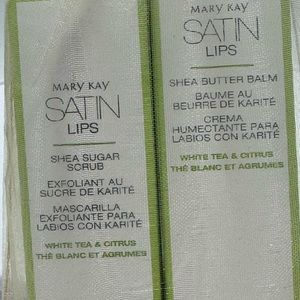 MARY KAY
SATIN
LIPS
SHEA SUGAR
SCRUB
EXFOLIANT AU
SUCRE DE KARITÉ
MASCARILLA
EXFOLIANTE PARA
LABIOS CON KARITÉ
WHITE TEA & CITRUS
THÉ BLANC ET AGRUMES
MARY KAY
SATIN
LIPS
SHEA BUTTER BALM
BAUME AU
BEURRE DE KARITÉ
CREMA
HUMECTANTE PARA
LABIOS CON KARITÉ
WHITE TEA & CITRUS
THÉ BLANC ET AGRUMES